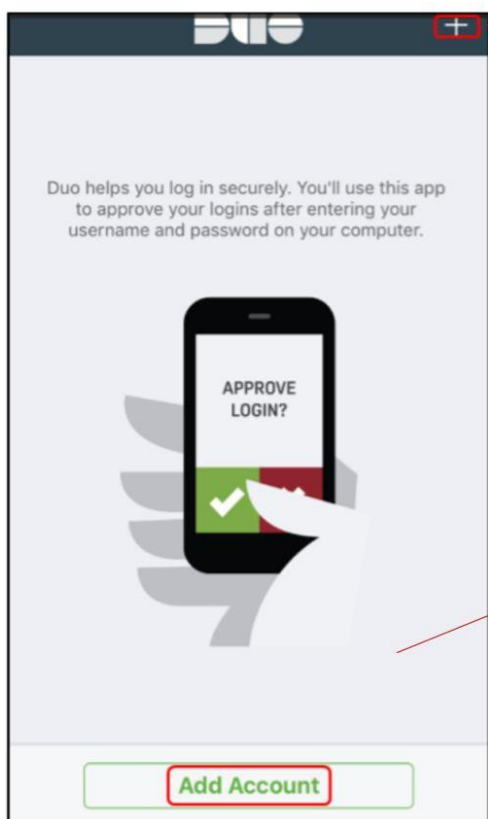 DUO
+
Duo helps you log in securely. You'll use this app
to approve your logins after entering your
username and password on your computer.
APPROVE
LOGIN?
Add Account